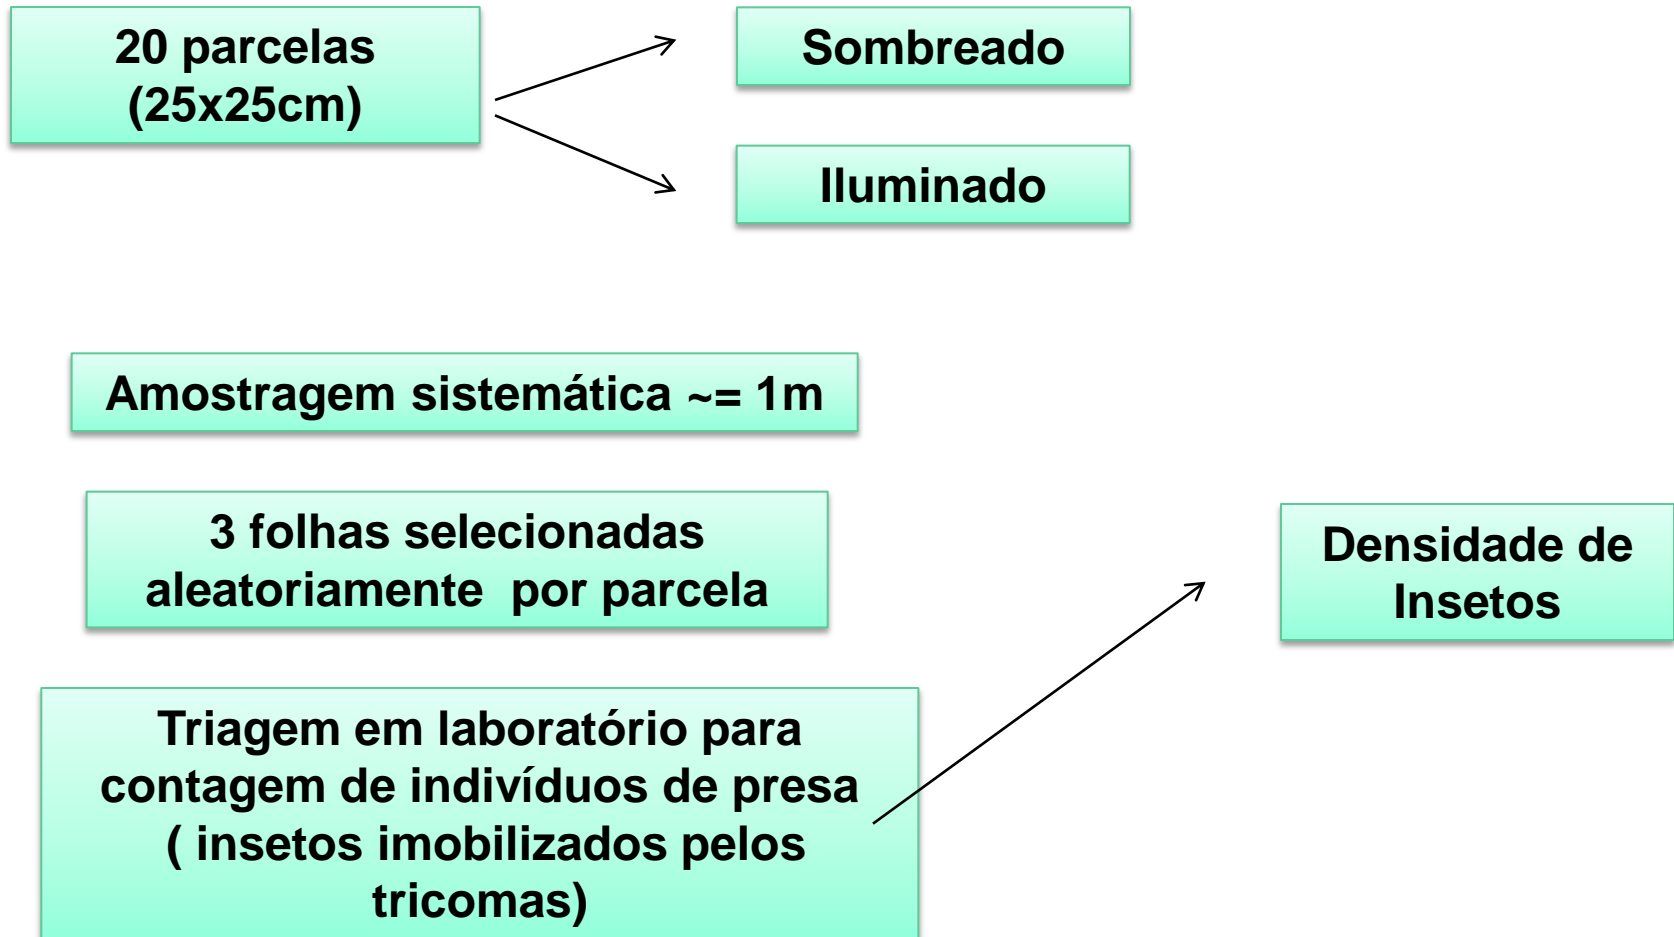 20 parcelas
(25x25cm)
Sombreado
Iluminado
Amostragem sistemática ~= 1m
3 folhas selecionadas
aleatoriamente por parcela
Densidade de
Insetos
Triagem em laboratório para
contagem de indivíduos de presa
( insetos imobilizados pelos
tricomas)